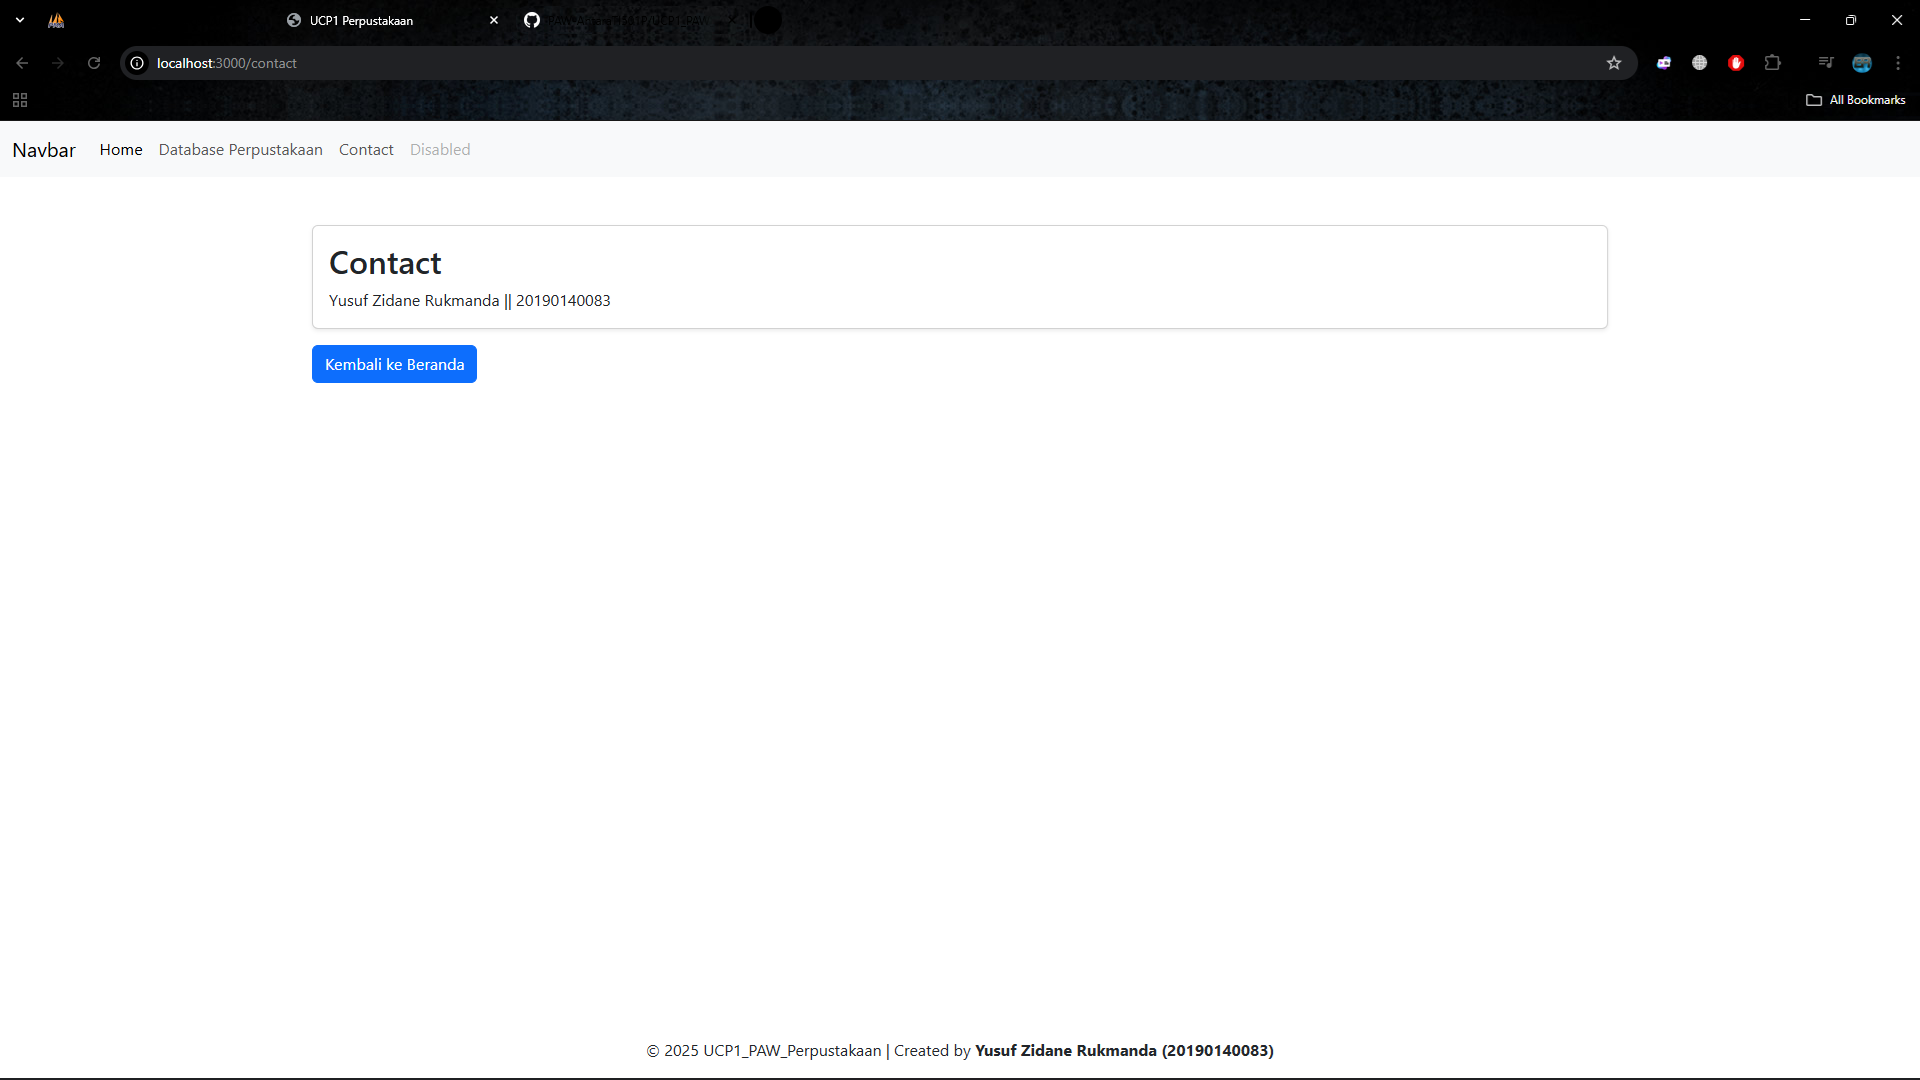 UCP1 Perpustakaan
localhost:3000/contact
All Bookmarks
Navbar Home Database Perpustakaan Contact Disabled
Contact
Yusuf Zidane Rukmanda || 20190140083
Kembali ke Beranda
© 2025 UCP1_PAW_Perpustakaan | Created by Yusuf Zidane Rukmanda (20190140083)